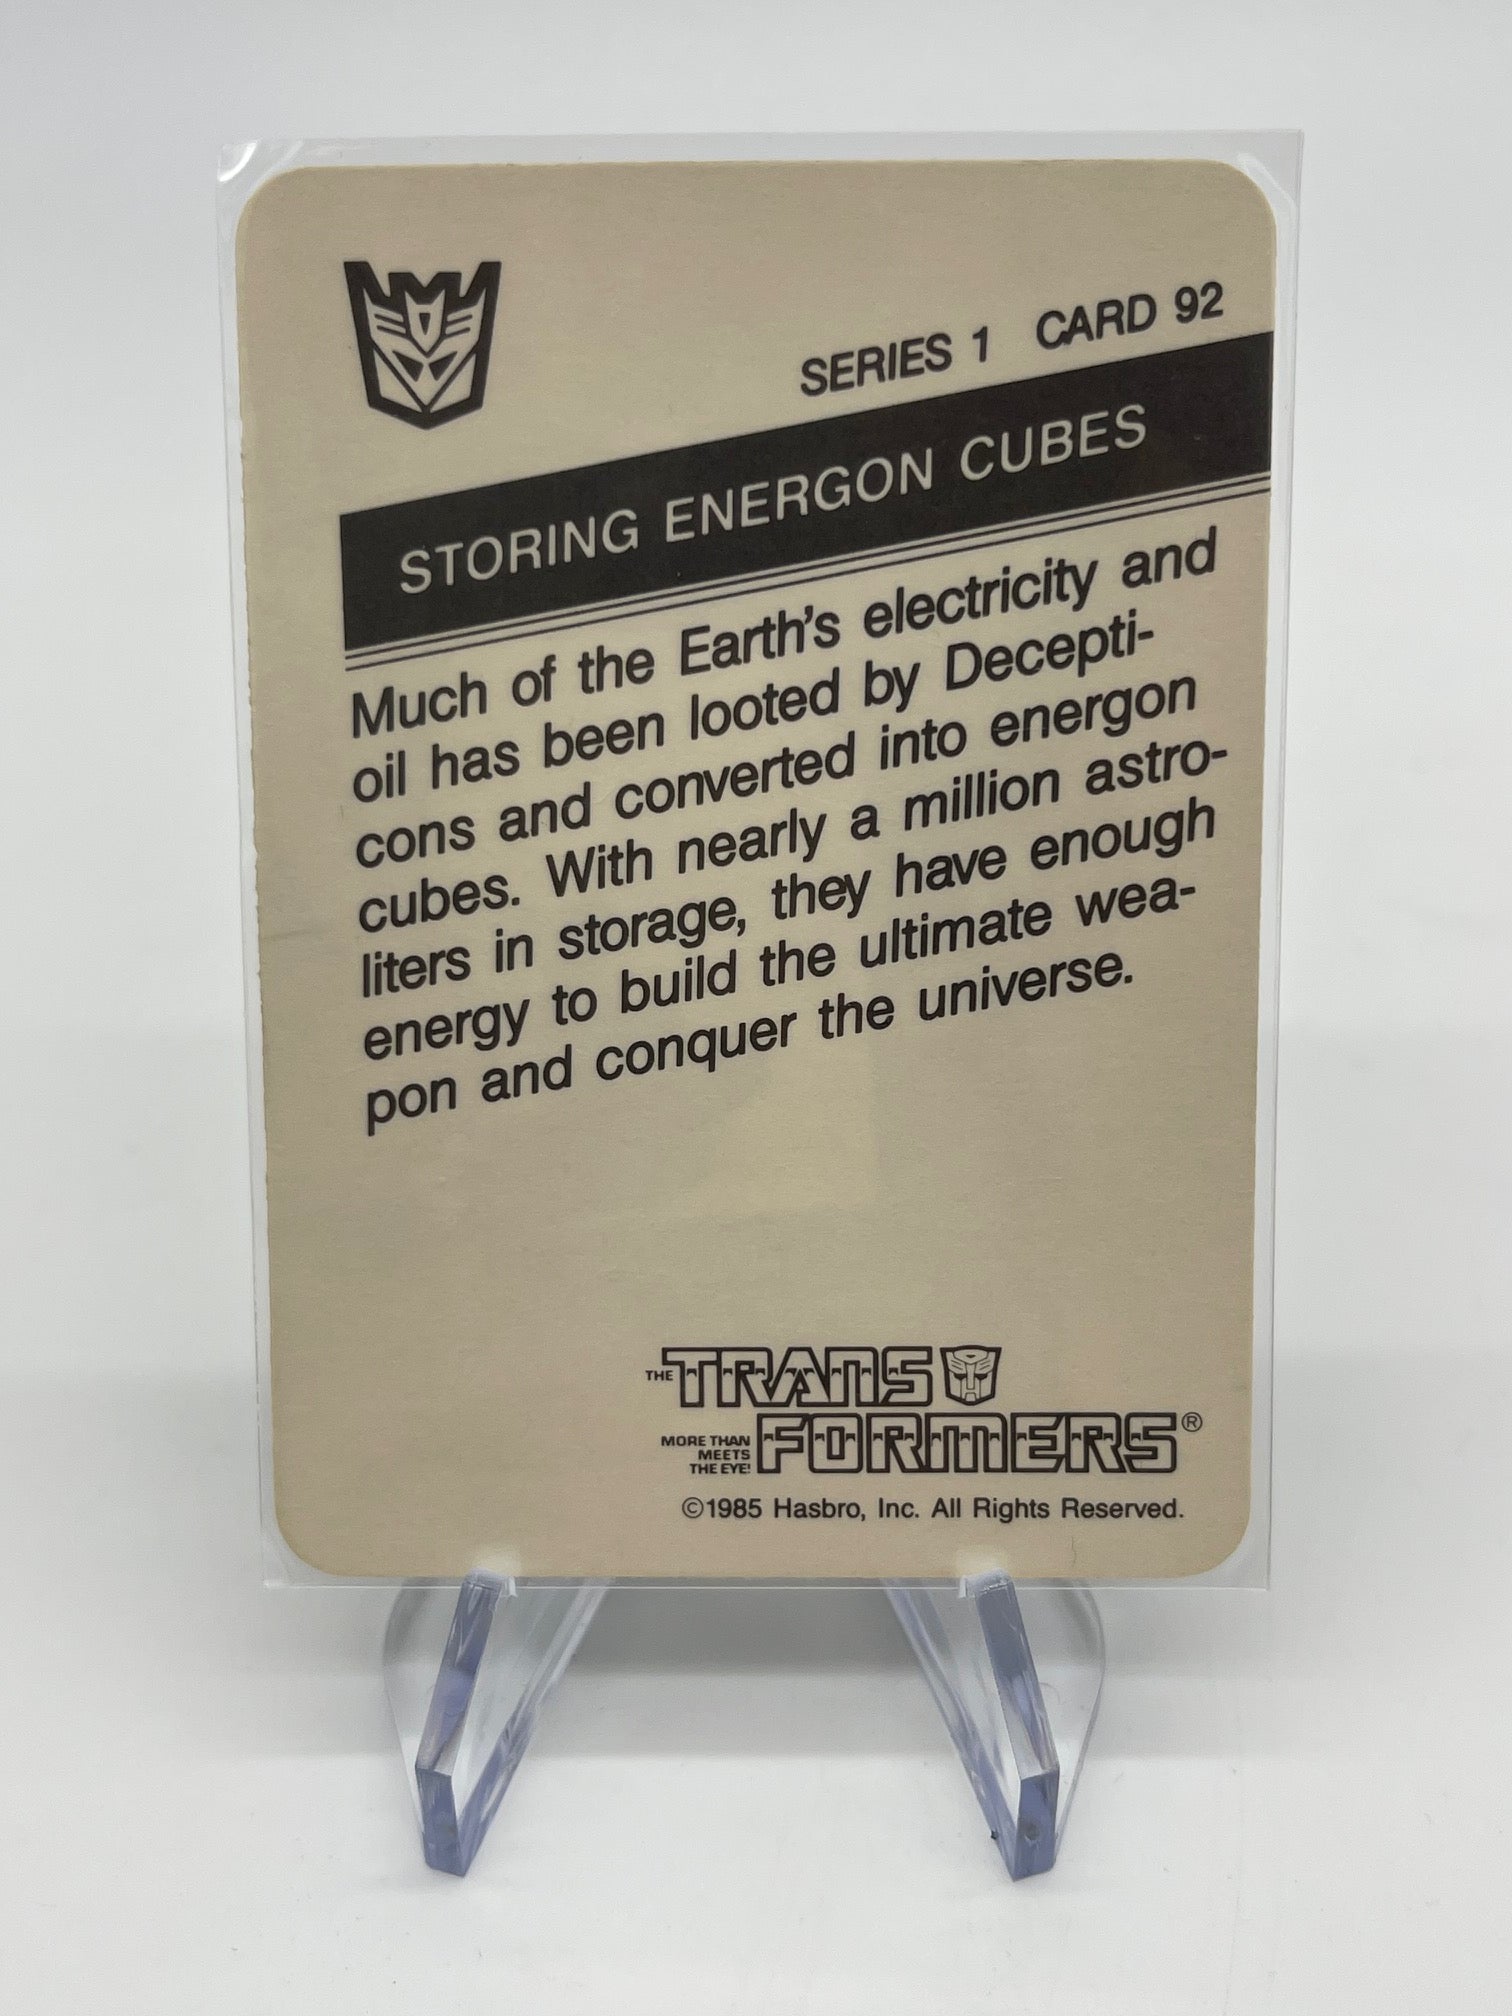 SERIES 1 CARD 92
STORING ENERGON CUBES
Much of the Earth's electricity and
oil has been looted by Decepti-
cons and converted into energon
cubes. With nearly a million astro-
liters in storage, they have enough
energy to build the ultimate wea-
pon and conquer the universe.
THE TRANS
FORMERS®
MORE THAN
MEETS
THE EYE!
©1985 Hasbro, Inc. All Rights Reserved.